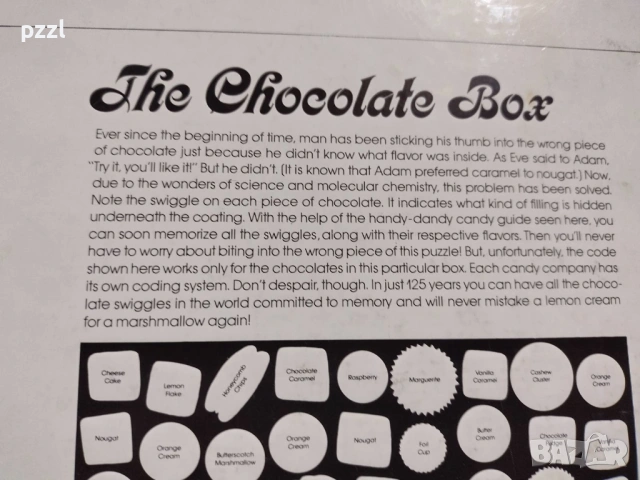 pzzl
The Chocolate Box
Ever since the beginning of time, man has been sticking his thumb into the wrong piece
of chocolate just because he didn't know what flavor was inside. As Eve said to Adam,
"Try it, you'll like it!" But he didn't. (It is known that Adam preferred caramel to nougat.) Now,
due to the wonders of science and molecular chemistry, this problem has been solved.
Note the swiggle on each piece of chocolate. It indicates what kind of filling is hidden
underneath the coating. With the help of the handy-dandy candy guide seen here, you
can soon memorize all the swiggles, along with their respective flavors. Then you'll never
have to worry about biting into the wrong piece of this puzzle! But, unfortunately, the code
shown here works only for the chocolates in this particular box. Each candy company has
its own coding system. Don't despair, though. In just 125 years you can have all the choco-
late swiggles in the world committed to memory and will never mistake a lemon cream
for a marshmallow again!
Cheese
Cake
Lemon
Flake
Honeycomb
Chips
Chocolate
Caramel
Raspberry
Marguerite
Vanilla
Caramel
Cashew
Cluster
Orange
Cream
Nougat
Orange
Cream
Butterscotch
Marshmallow
Orange
Cream
Nougat
Foil
Cup
Butter
Cream
Chocolate
Fudge
Vanilla
Caramel
BAZAR